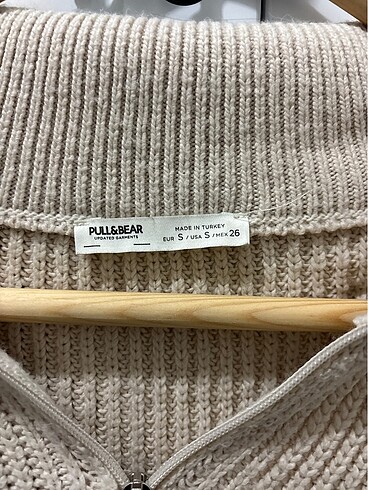 PULL&BEAR
UPDATED GARMENTS
MADE IN TURKEY
EUR S / USA S / MEX 26